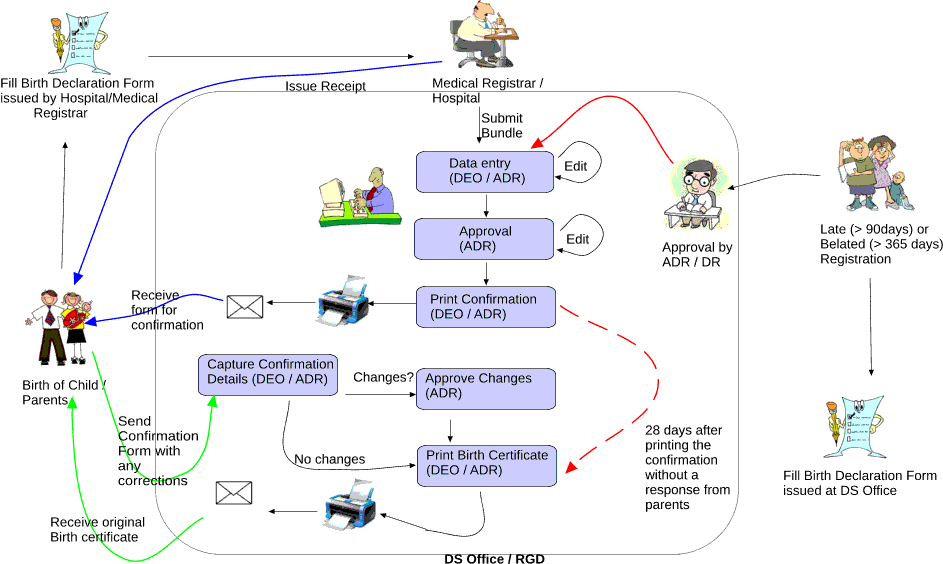 Fill Birth Declaration Form
issued by Hospital/Medical
Registrar
Issue Receipt
Medical Registrar /
Hospital
Submit
Bundle
Data entry
(DEO / ADR)
Edit
Approval
(ADR)
Edit
Approval by
ADR / DR
Late (> 90days) or
Belated (> 365 days)
Registration
Receive
form for
confirmation
Print Confirmation
(DEO / ADR)
Birth of Child /
Parents
Capture Confirmation
Details (DEO / ADR)
Changes?
Approve Changes
(ADR)
Send
Confirmation
Form with
any
corrections
No changes
Print Birth Certificate
(DEO / ADR)
28 days after
printing the
confirmation
without a
response from
parents
Fill Birth Declaration Form
issued at DS Office
Receive original
Birth certificate
DS Office / RGD